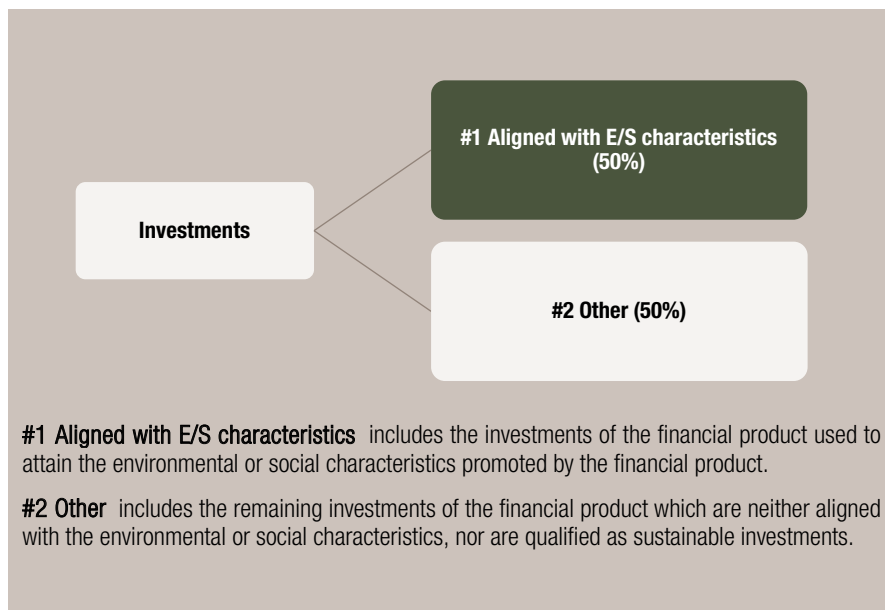 #1 Aligned with E/S characteristics
(50%)
Investments
#2 Other (50%)
#1 Aligned with E/S characteristics includes the investments of the financial product used to
attain the environmental or social characteristics promoted by the financial product.
#2 Other includes the remaining investments of the financial product which are neither aligned
with the environmental or social characteristics, nor are qualified as sustainable investments.